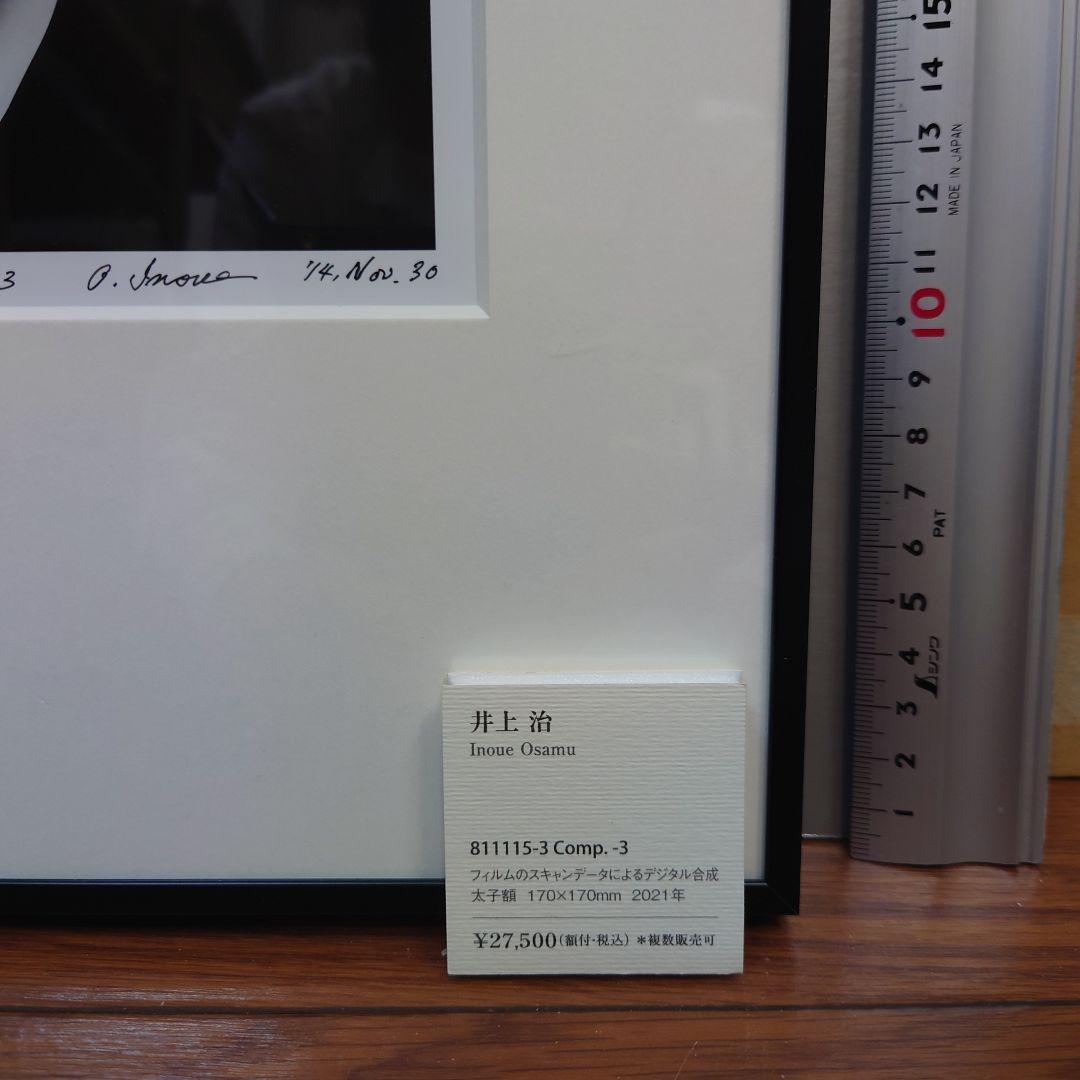 3 O. Inoue '14, Nov. 30
井上 治
Inoue Osamu
811115-3 Comp. -3
フィルムのスキャンデータによるデジタル合成
太子額 170×170mm 2021年
¥27,500(額付・税込) *複数販売可
15
14
13
12
11
10
9
8
7
6
5
4
3
2
1
MADE IN JAPAN
PAT
シンワ